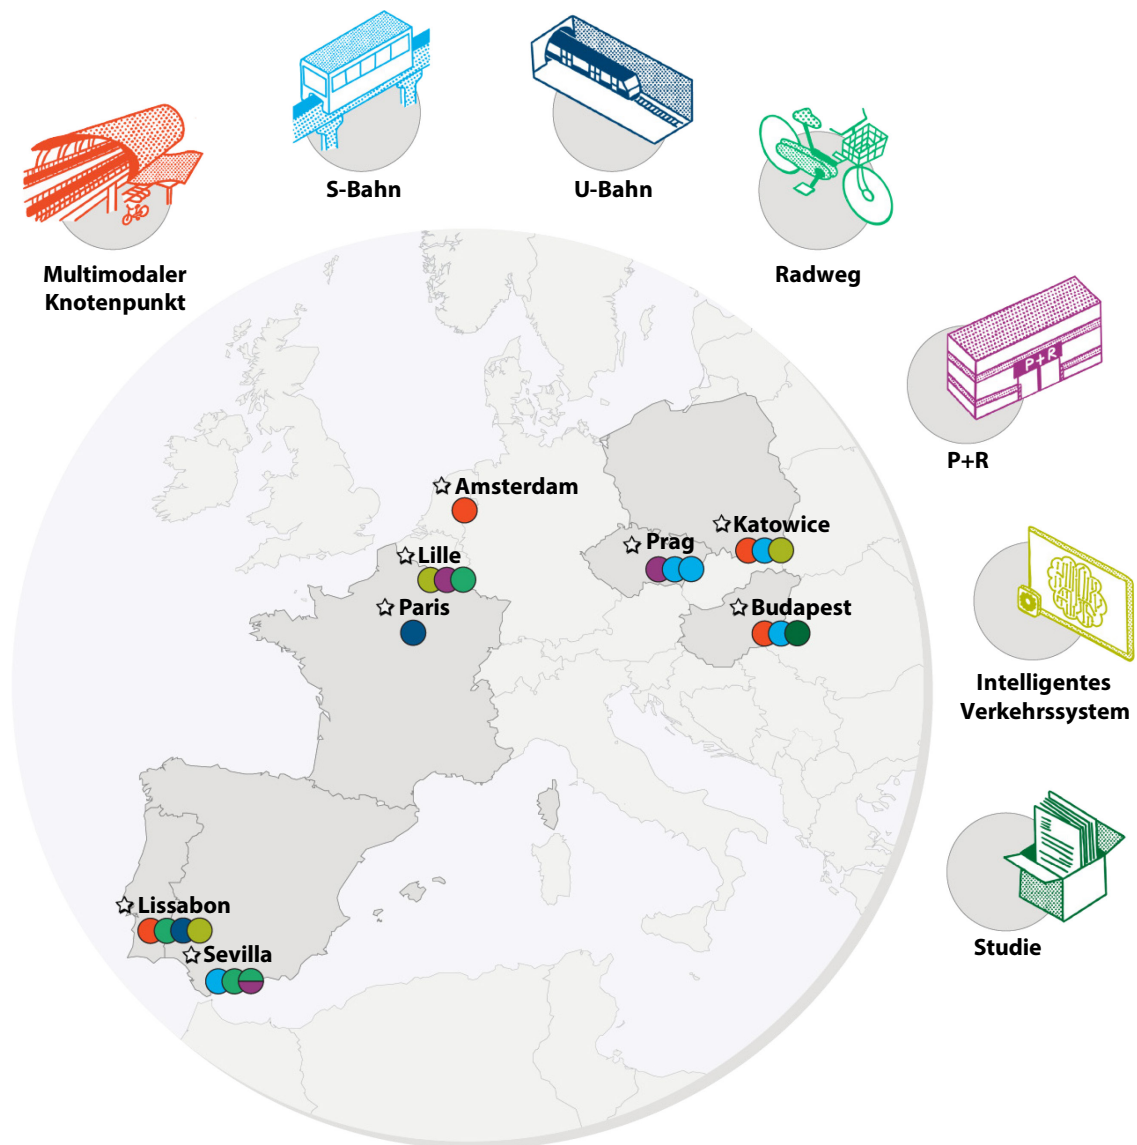 S-Bahn
U-Bahn
Multimodaler
Knotenpunkt
Radweg
P+R
P+R
Amsterdam
Katowice
Prag
Lille
Paris
Budapest
Intelligentes
Verkehrssystem
Lissabon
Sevilla
Studie